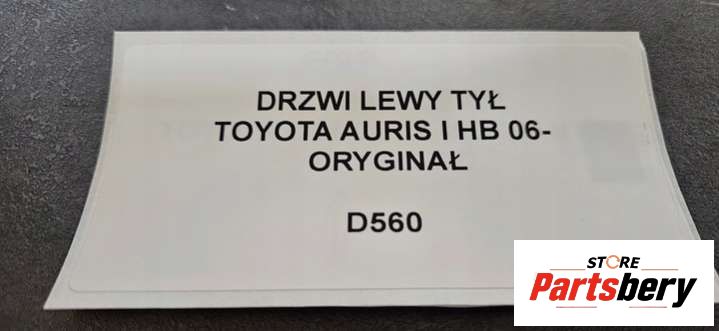 DRZWI LEWY TYŁ
TOYOTA AURIS I HB 06-
ORYGINAŁ
D560
STORE
Partsbery